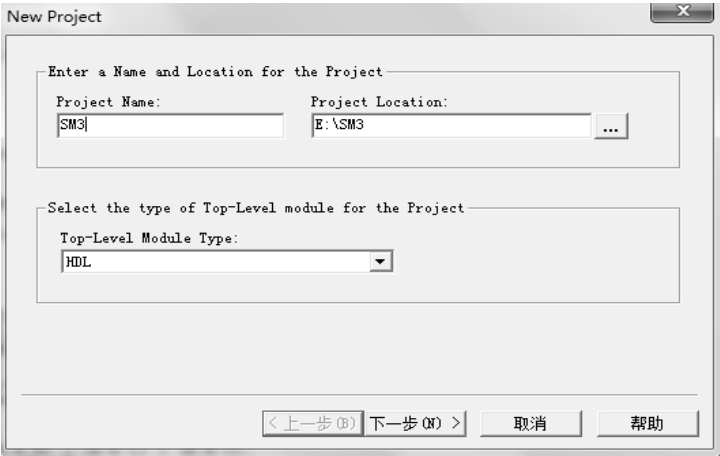 New Project
Enter a Name and Location for the Project
Project Name: Project Location:
SM3 E:\SM3 ...
Select the type of Top-Level module for the Project
Top-Level Module Type:
HDL
< 上一步(B) 下一步(N) > 取消 帮助